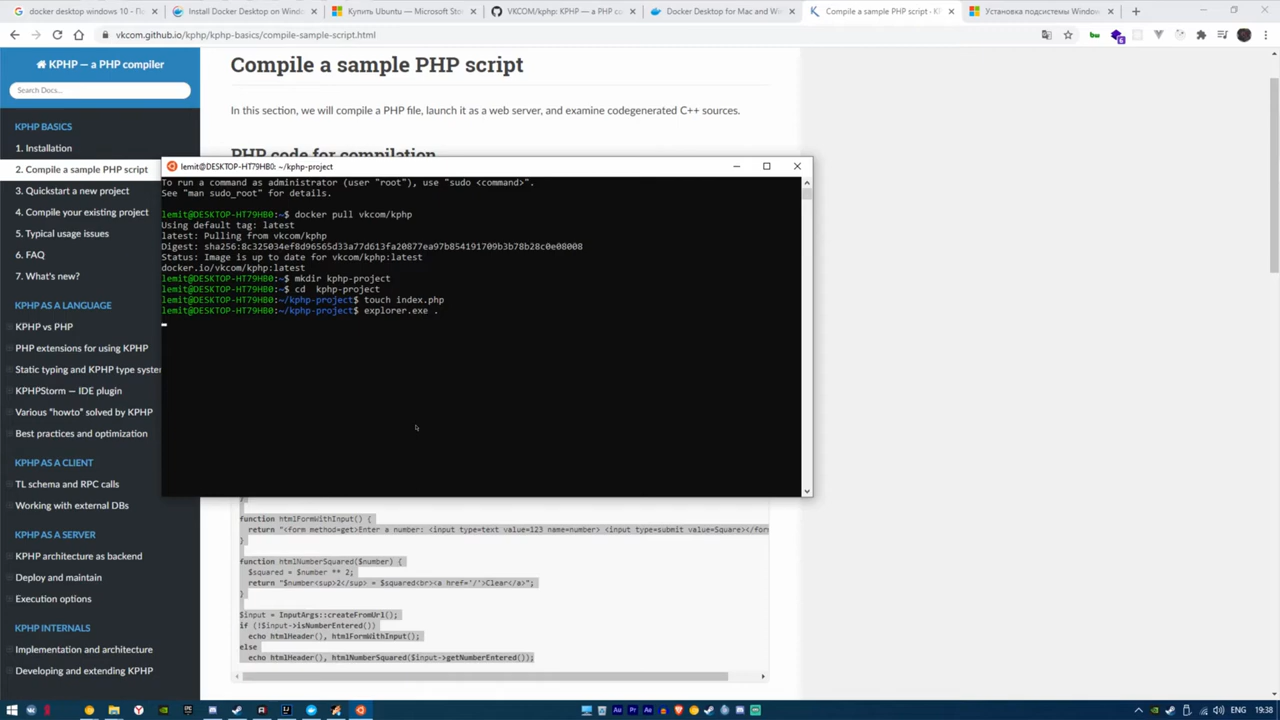 docker desktop windows 10 - По
Install Docker Desktop on Windo
Купить Ubuntu — Microsoft Sto
VKCOM/kphp: KPHP — a PHP co
Docker Desktop for Mac and Win
Compile a sample PHP script - K
Установка подсистемы Window
vkcom.github.io/kphp/kphp-basics/compile-sample-script.html
KPHP — a PHP compiler
Search Docs...
KPHP BASICS
1. Installation
2. Compile a sample PHP script
3. Quickstart a new project
4. Compile your existing project
5. Typical usage issues
6. FAQ
7. What's new?
KPHP AS A LANGUAGE
KPHP vs PHP
PHP extensions for using KPHP
Static typing and KPHP type system
KPHPStorm — IDE plugin
Various “howto” solved by KPHP
Best practices and optimization
KPHP AS A CLIENT
TL schema and RPC calls
Working with external DBs
KPHP AS A SERVER
KPHP architecture as backend
Deploy and maintain
Execution options
KPHP INTERNALS
Implementation and architecture
Developing and extending KPHP
Compile a sample PHP script
In this section, we will compile a PHP file, launch it as a web server, and examine codegenerated C++ sources.
PHP code for compilation
lemit@DESKTOP-HT79HB0: ~/kphp-project
To run a command as administrator (user "root"), use "sudo <command>".
See "man sudo_root" for details.
lemit@DESKTOP-HT79HB0:~$ docker pull vkcom/kphp
Using default tag: latest
latest: Pulling from vkcom/kphp
Digest: sha256:8c325034ef8d96565d33a77d613fa20877ea97b854191709b3b78b28c0e08008
Status: Image is up to date for vkcom/kphp:latest
docker.io/vkcom/kphp:latest
lemit@DESKTOP-HT79HB0:~$ mkdir kphp-project
lemit@DESKTOP-HT79HB0:~$ cd  kphp-project
lemit@DESKTOP-HT79HB0:~/kphp-project$ touch index.php
lemit@DESKTOP-HT79HB0:~/kphp-project$ explorer.exe .
function htmlFormWithInput() {
return "<form method=get>Enter a number: <input type=text value=123 name=number> <input type=submit value=Square></form
}
function htmlNumberSquared($number) {
$squared = $number ** 2;
return "$number<sup>2</sup> = $squared<br><a href='/'>Clear</a>";
}
$input = InputArgs::createFromUrl();
if (!$input->isNumberEntered())
echo htmlHeader(), htmlFormWithInput();
else
echo htmlHeader(), htmlNumberSquared($input->getNumberEntered());
ENG 19:38